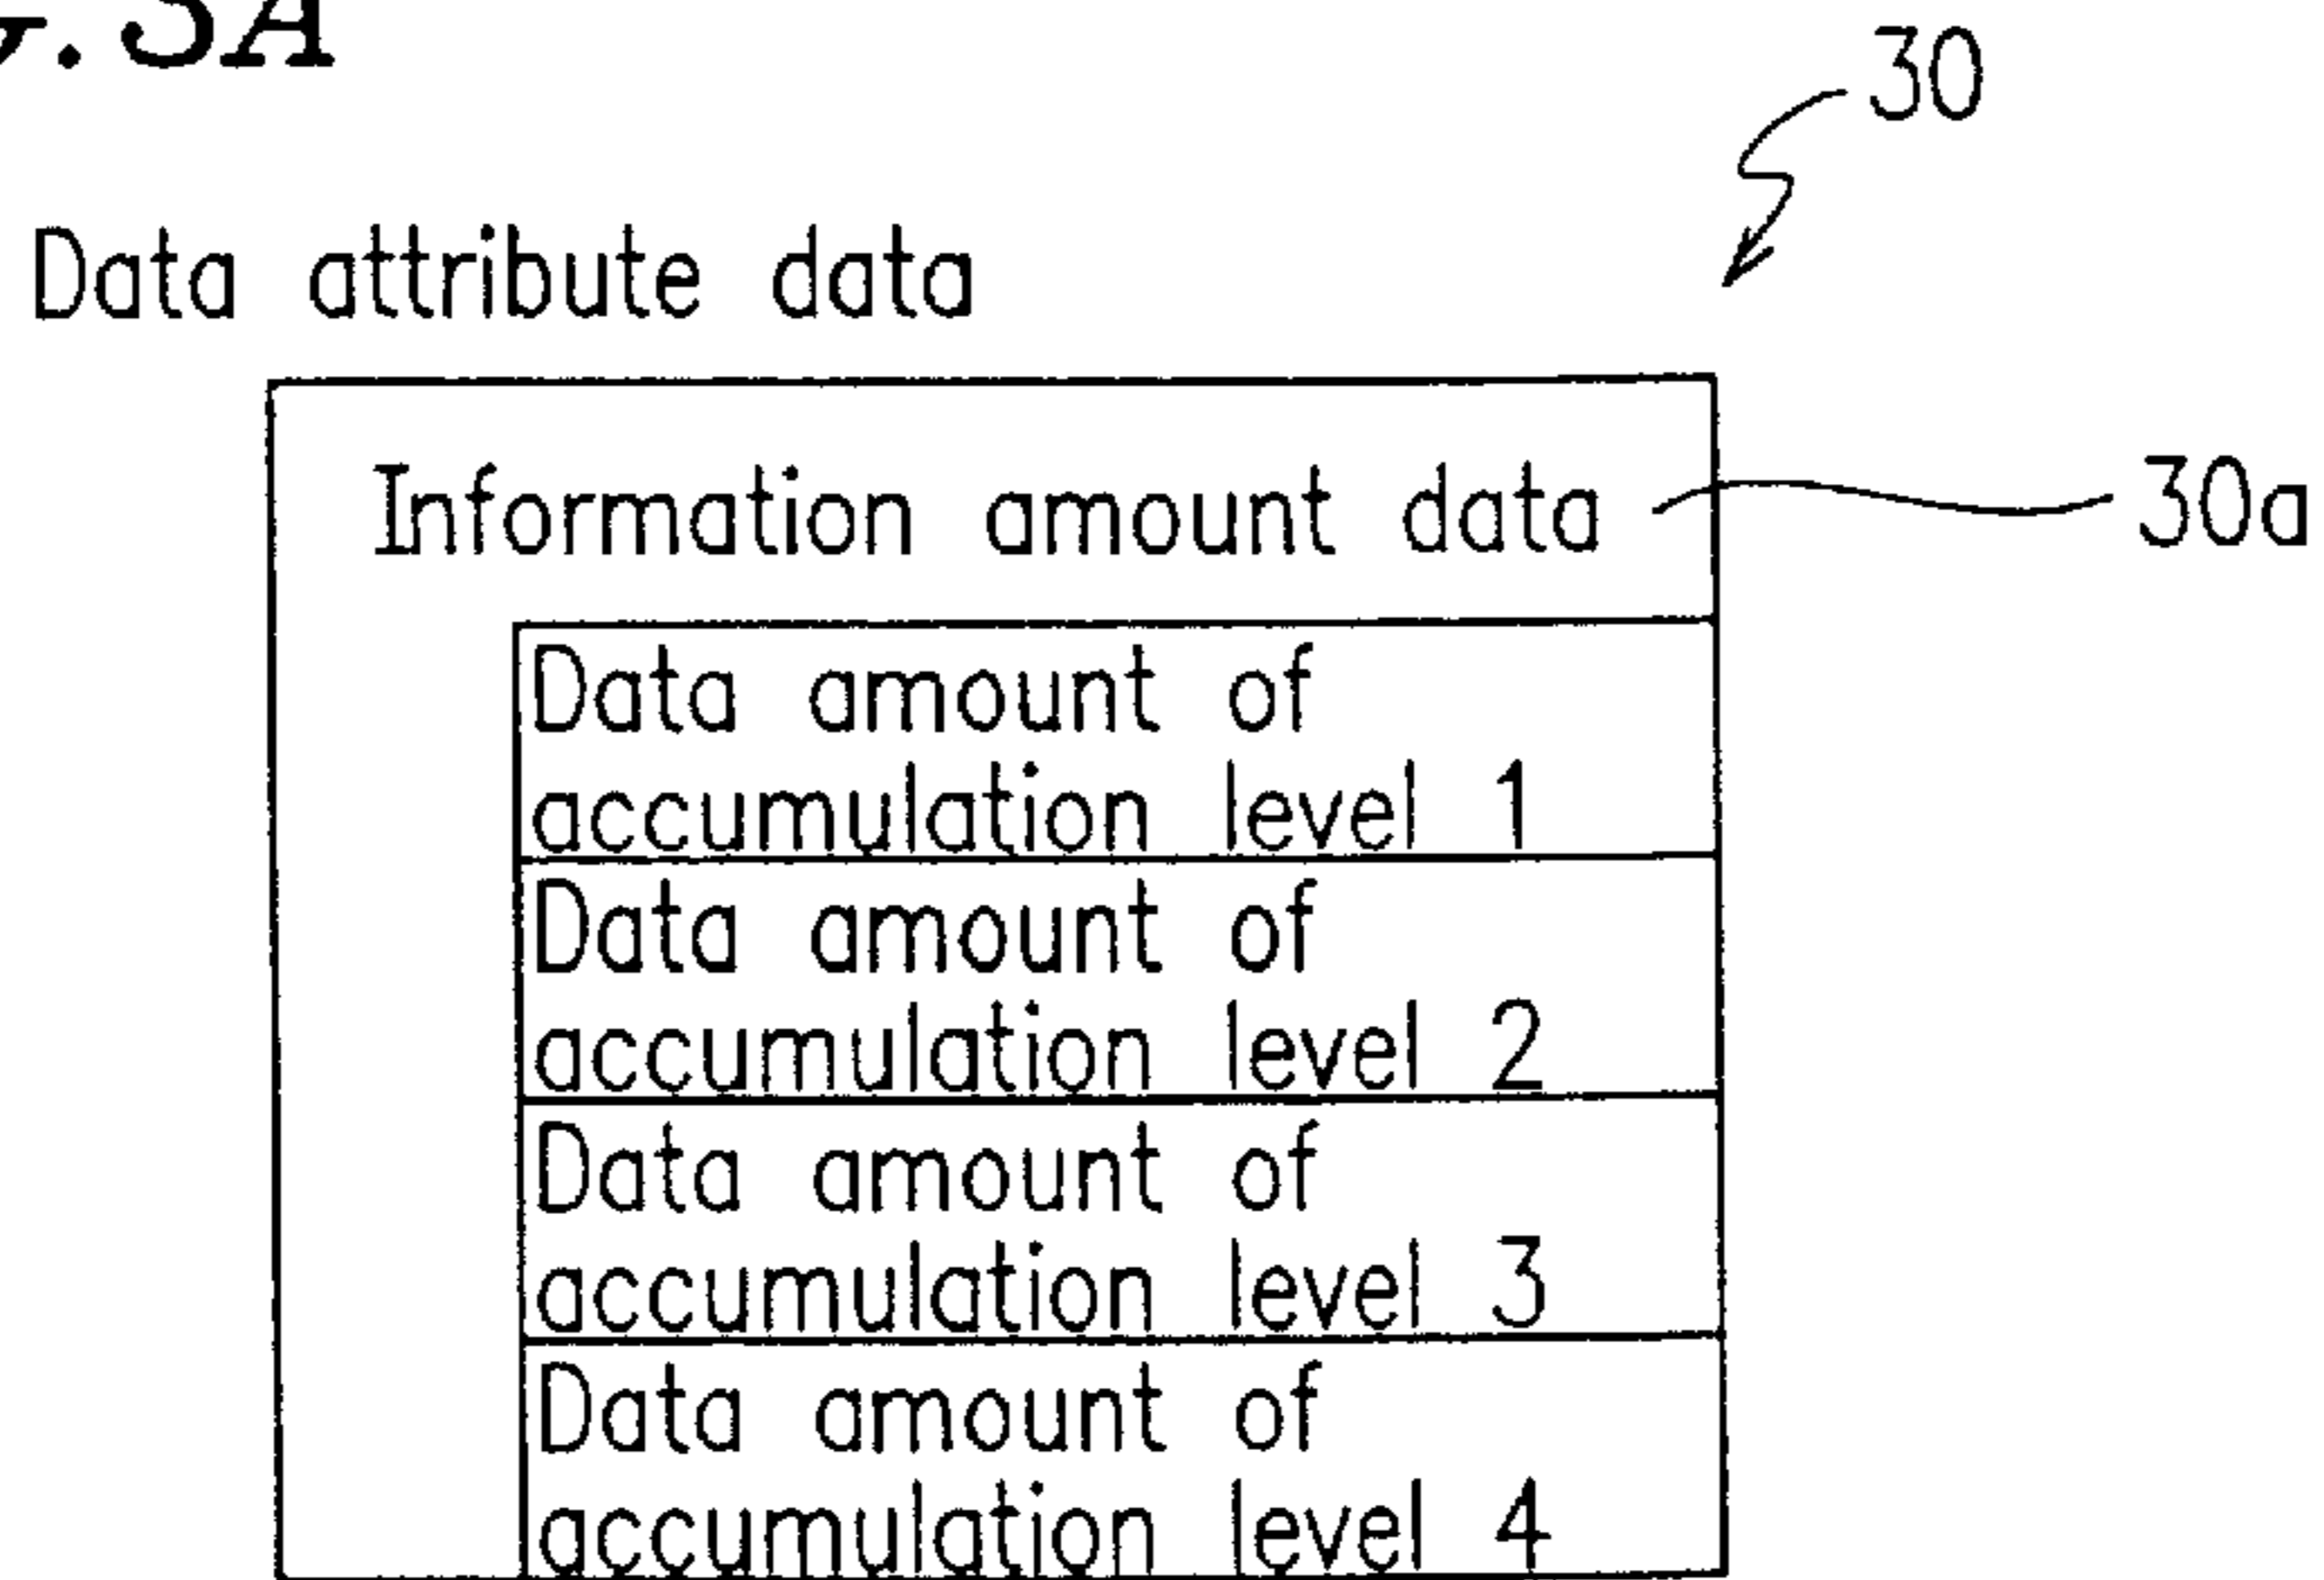 .3A
30
Data attribute data
Information amount data
30a
Data amount of
accumulation level 1
Data amount of
accumulation level 2
Data amount of
accumulation level 3
Data amount of
accumulation level 4